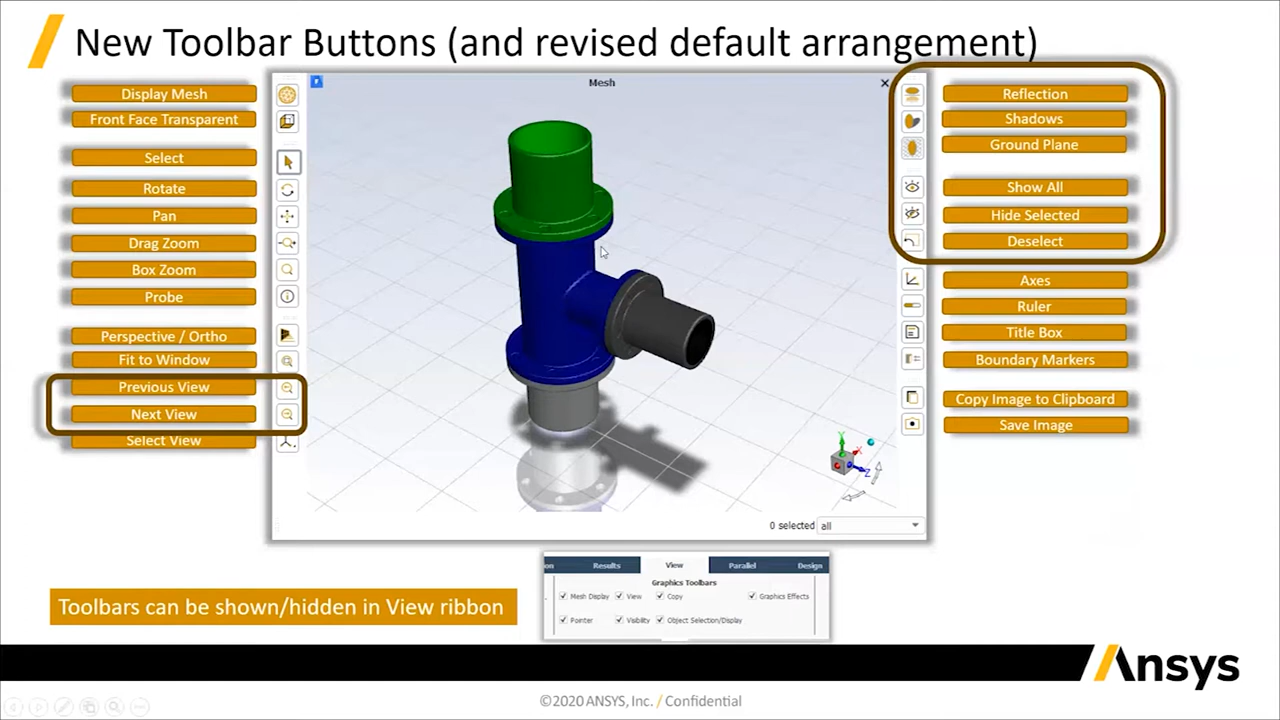 New Toolbar Buttons (and revised default arrangement)
Display Mesh
Front Face Transparent
Select
Rotate
Pan
Drag Zoom
Box Zoom
Probe
Perspective / Ortho
Fit to Window
Previous View
Next View
Select View
Mesh
X
Y
Z
0 selected all
Reflection
Shadows
Ground Plane
Show All
Hide Selected
Deselect
Axes
Ruler
Title Box
Boundary Markers
Copy Image to Clipboard
Save Image
Toolbars can be shown/hidden in View ribbon
on Results View Parallel Design
Graphics Toolbars
Mesh Display View Copy Graphics Effects
Pointer Visibility Object Selection/Display
Ansys
©2020 ANSYS, Inc. / Confidential